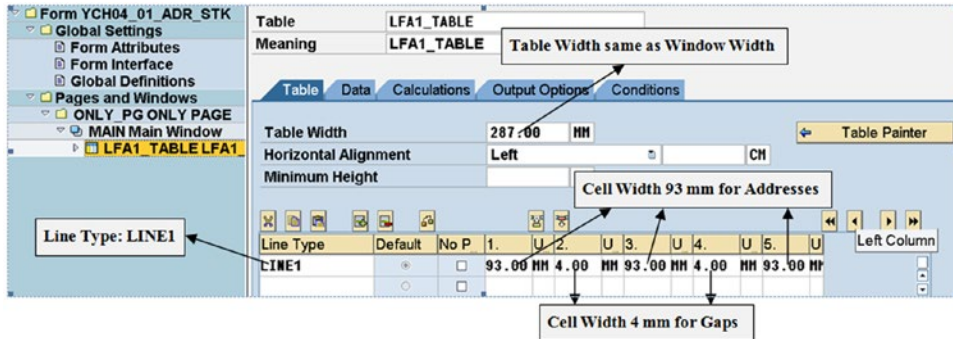 Form YCH04_01_ADR_STK
Global Settings
Form Attributes
Form Interface
Global Definitions
Pages and Windows
ONLY_PG ONLY PAGE
MAIN Main Window
LFA1_TABLE LFA1_
Line Type: LINE1
Table LFA1_TABLE
Meaning LFA1_TABLE
Table Width same as Window Width
Table Data Calculations Output Options Conditions
Table Width 287.00 MM Table Painter
Horizontal Alignment Left CM
Minimum Height
Cell Width 93 mm for Addresses
Left Column
Line Type Default No P 1. U 2. U 3. U 4. U 5. U
LINE1 93.00 MM 4.00 MM 93.00 MM 4.00 MM 93.00 MM
Cell Width 4 mm for Gaps